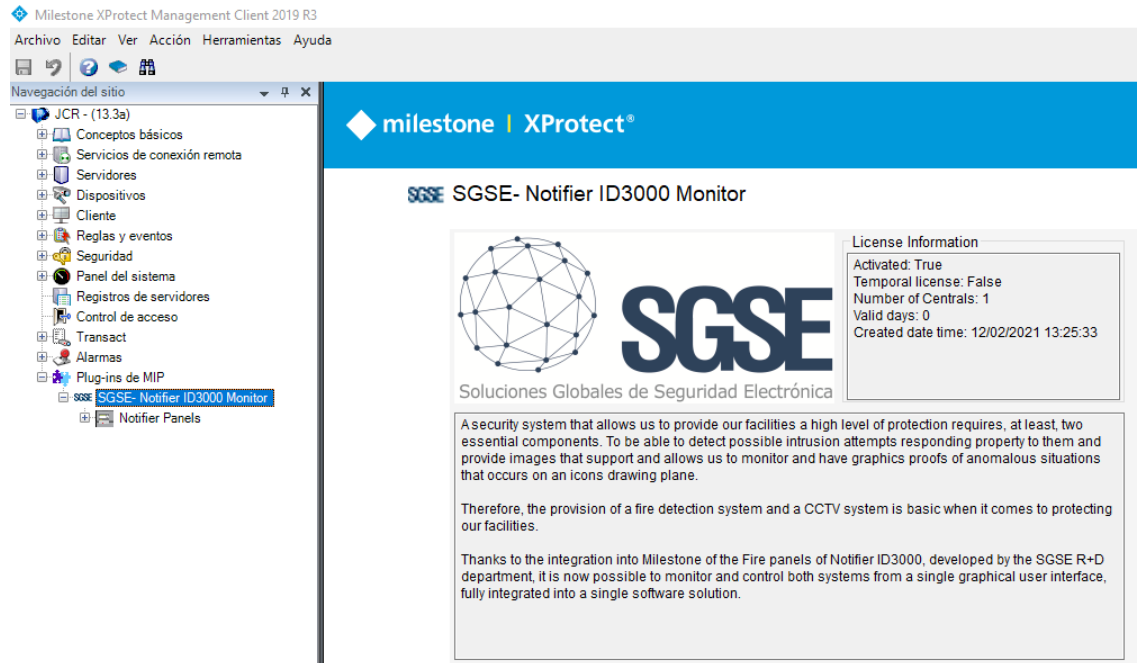 Milestone XProtect Management Client 2019 R3
Archivo Editar Ver Acción Herramientas Ayuda
Navegación del sitio
JCR - (13.3a)
Conceptos básicos
Servicios de conexión remota
Servidores
Dispositivos
Cliente
Reglas y eventos
Seguridad
Panel del sistema
Registros de servidores
Control de acceso
Transact
Alarmas
Plug-ins de MIP
SGSE SGSE- Notifier ID3000 Monitor
Notifier Panels
milestone | XProtect®
SGSE SGSE- Notifier ID3000 Monitor
SGSE
Soluciones Globales de Seguridad Electrónica
License Information
Activated: True
Temporal license: False
Number of Centrals: 1
Valid days: 0
Created date time: 12/02/2021 13:25:33
A security system that allows us to provide our facilities a high level of protection requires, at least, two
essential components. To be able to detect possible intrusion attempts responding property to them and
provide images that support and allows us to monitor and have graphics proofs of anomalous situations
that occurs on an icons drawing plane.
Therefore, the provision of a fire detection system and a CCTV system is basic when it comes to protecting
our facilities.
Thanks to the integration into Milestone of the Fire panels of Notifier ID3000, developed by the SGSE R+D
department, it is now possible to monitor and control both systems from a single graphical user interface,
fully integrated into a single software solution.